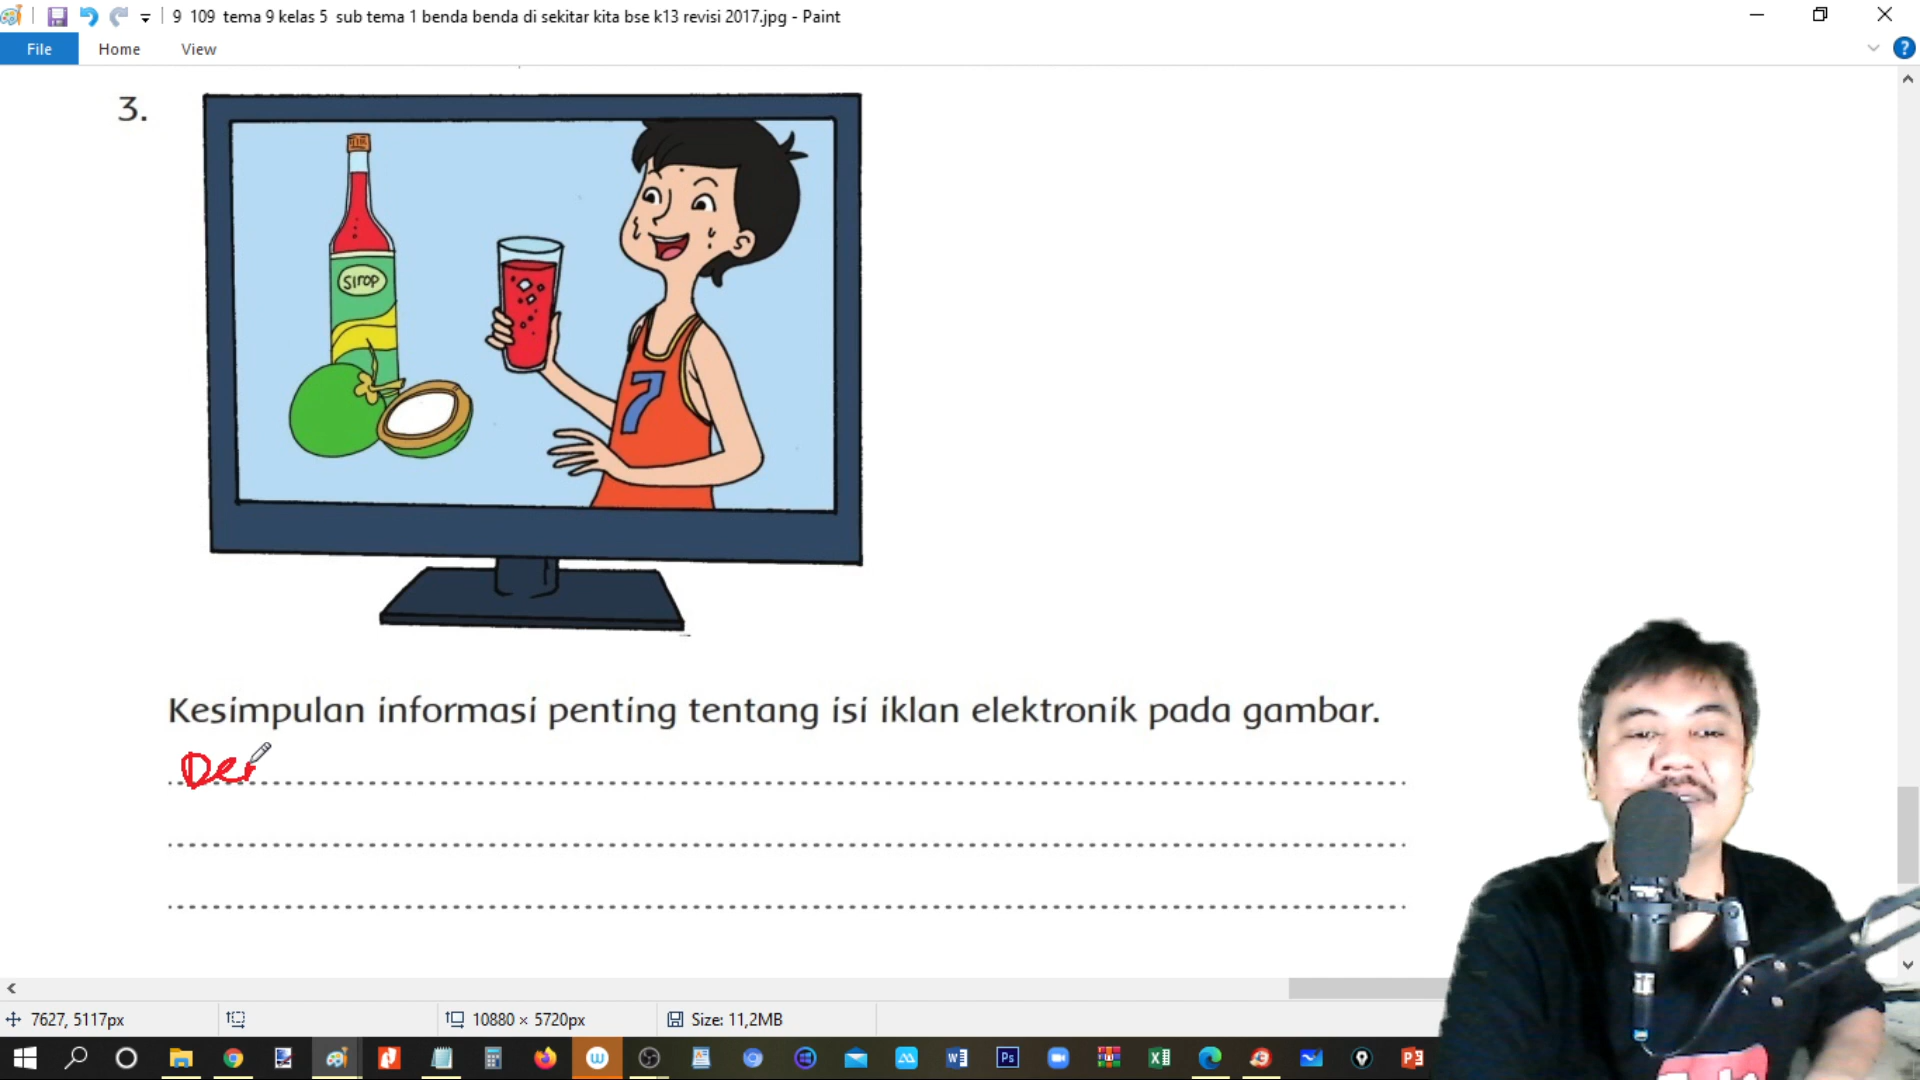 9 109 tema 9 kelas 5 sub tema 1 benda benda di sekitar kita bse k13 revisi 2017.jpg - Paint
File Home View
3.
SIROP
7
Kesimpulan informasi penting tentang isi iklan elektronik pada gambar.
Der
7627, 5117px
10880 × 5720px
Size: 11,2MB